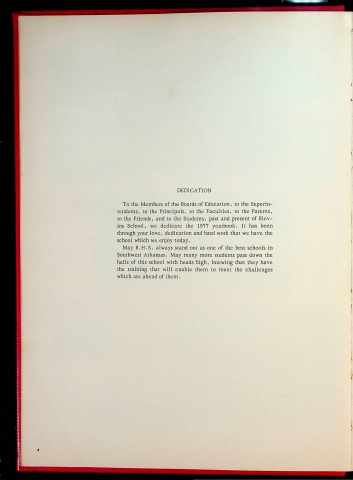 DEDICATION
To the Members of the Boards of Education, to the Superin-
tendents, to the Principals, to the Faculties, to the Parents,
to the Friends, and to the Students, past and present of Blev-
ins School, we dedicate the 1977 yearbook. It has been
through your love, dedication and hard work that we have the
school which we enjoy today.
May B.H.S. always stand out as one of the best schools in
Southwest Arkansas. May many more students pass down the
halls of this school with heads high, knowing that they have
the training that will enable them to meet the challenges
which are ahead of them.
4